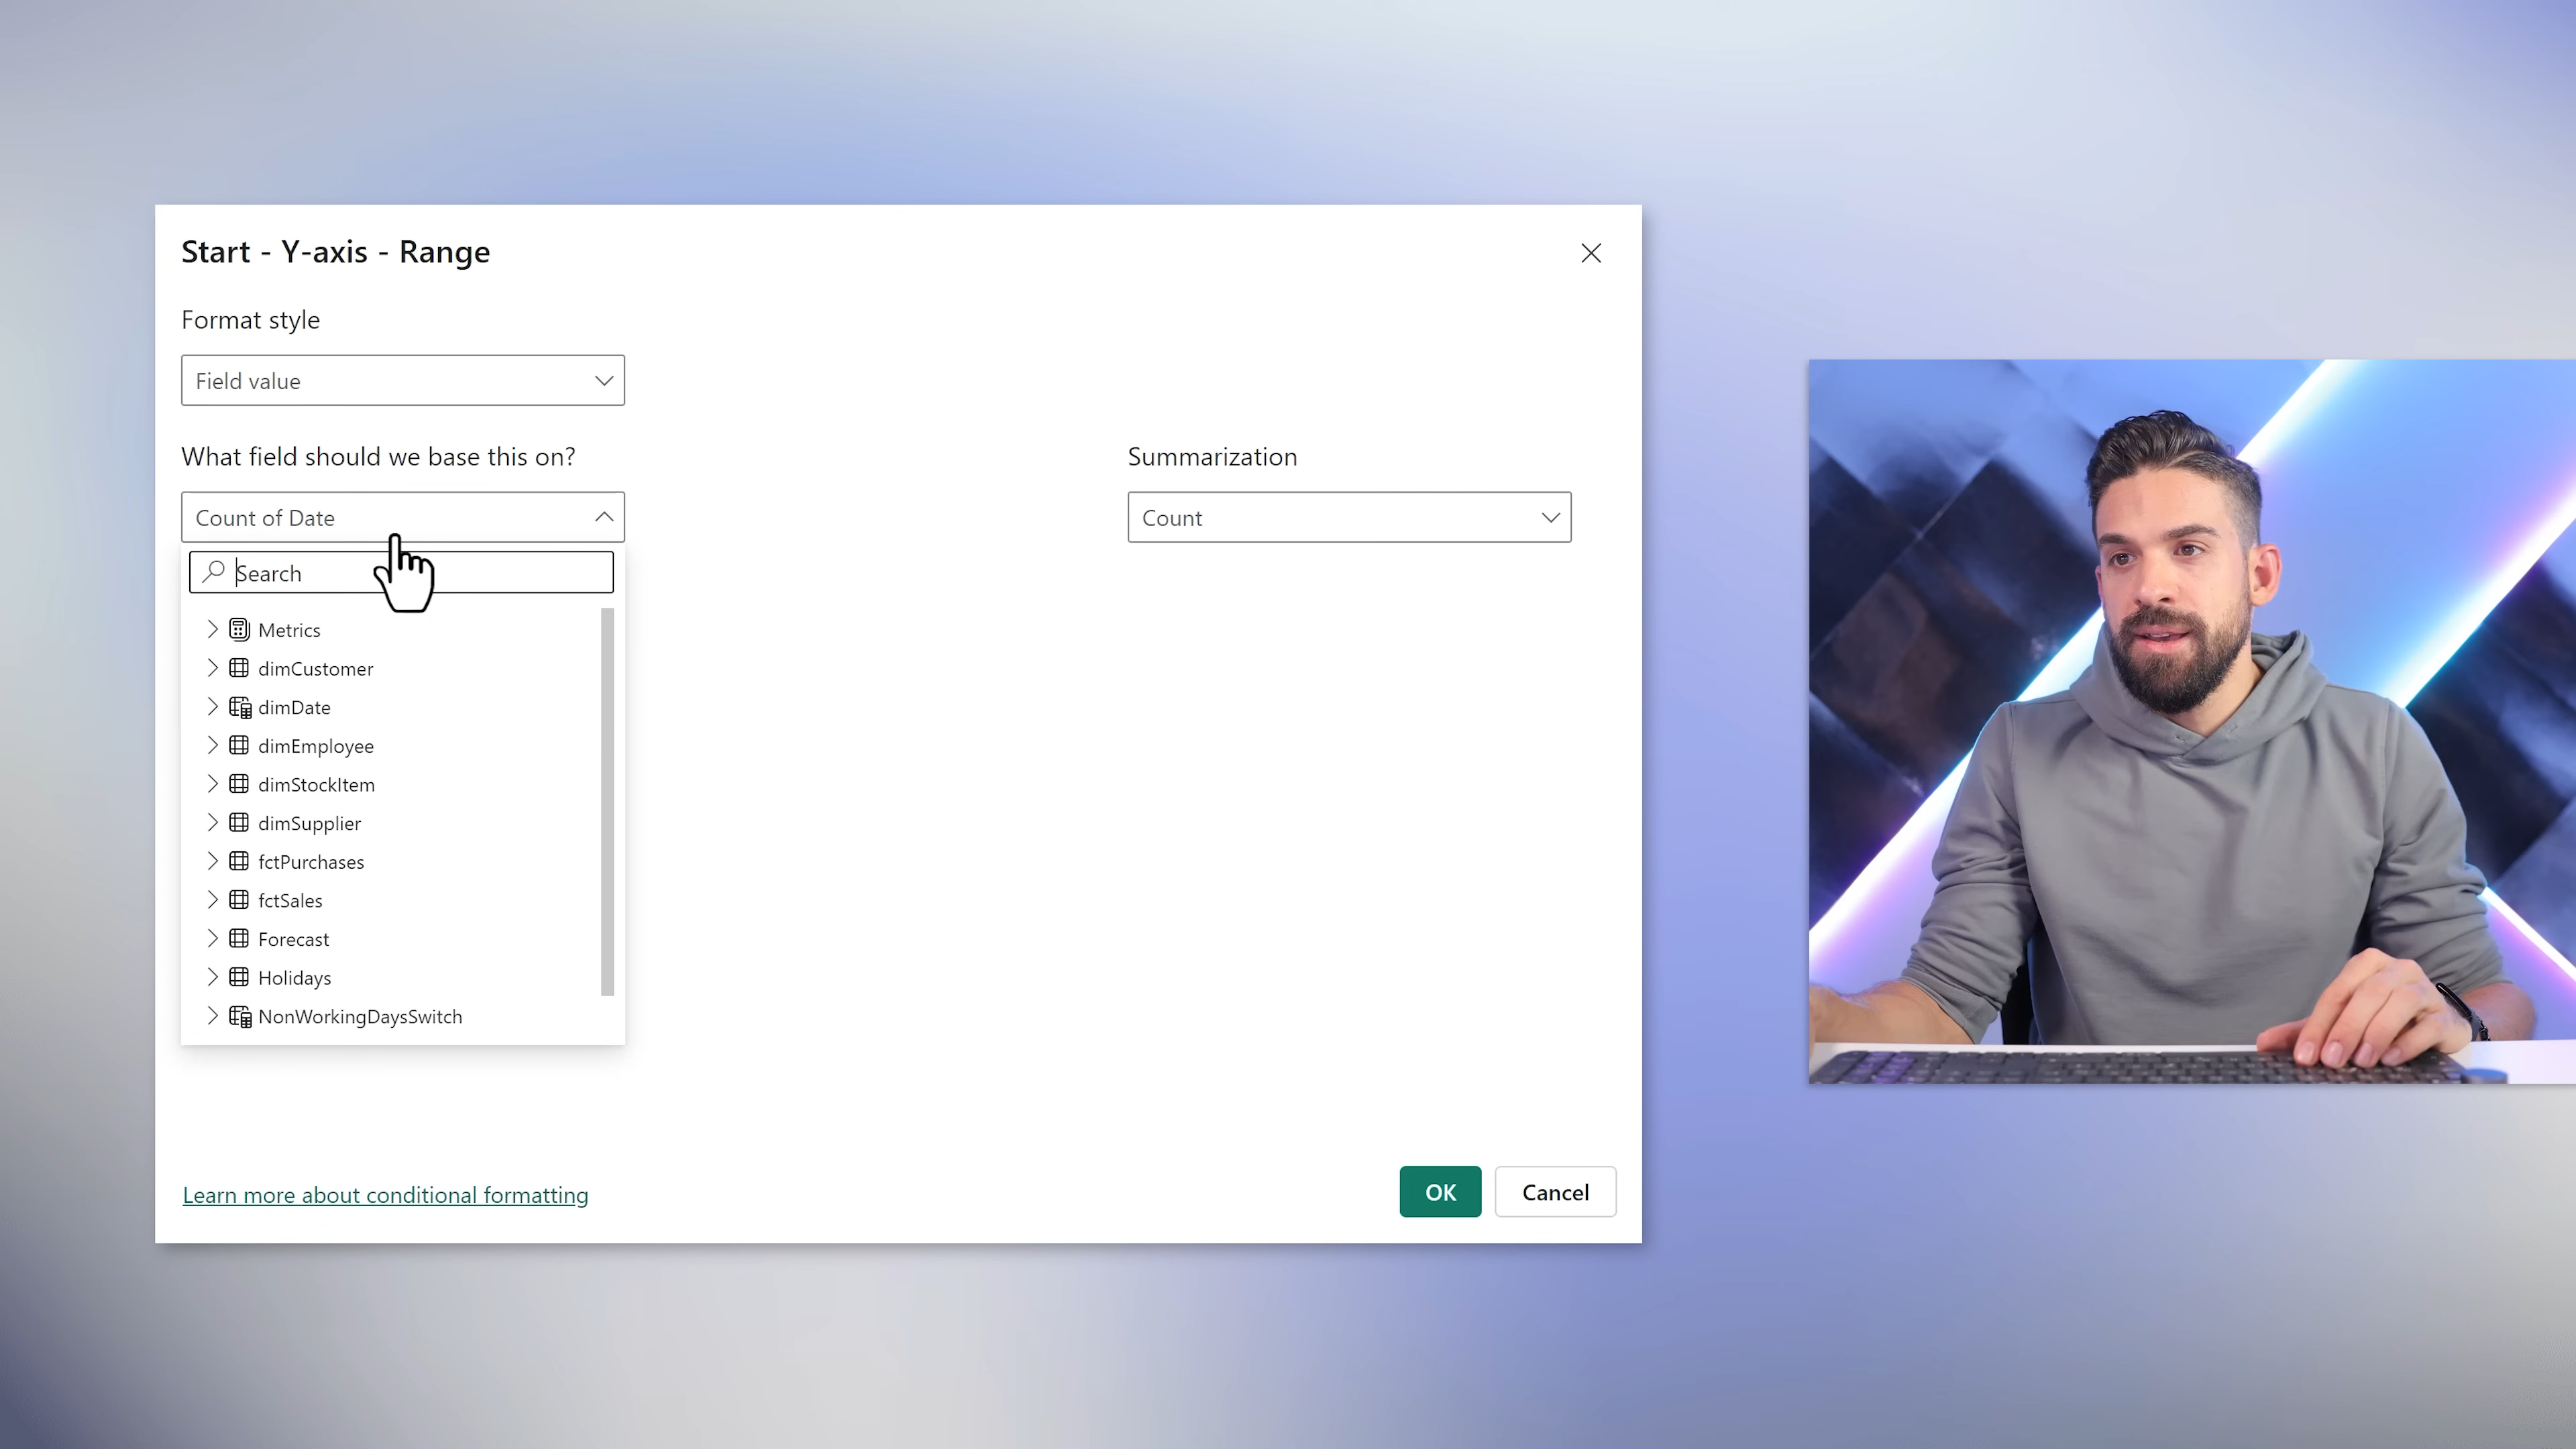 Start - Y-axis - Range
Format style
Field value
What field should we base this on?
Summarization
Count of Date
Count
Search
Metrics
dimCustomer
dimDate
dimEmployee
dimStockItem
dimSupplier
fctPurchases
fctSales
Forecast
Holidays
NonWorkingDaysSwitch
Learn more about conditional formatting
OK
Cancel